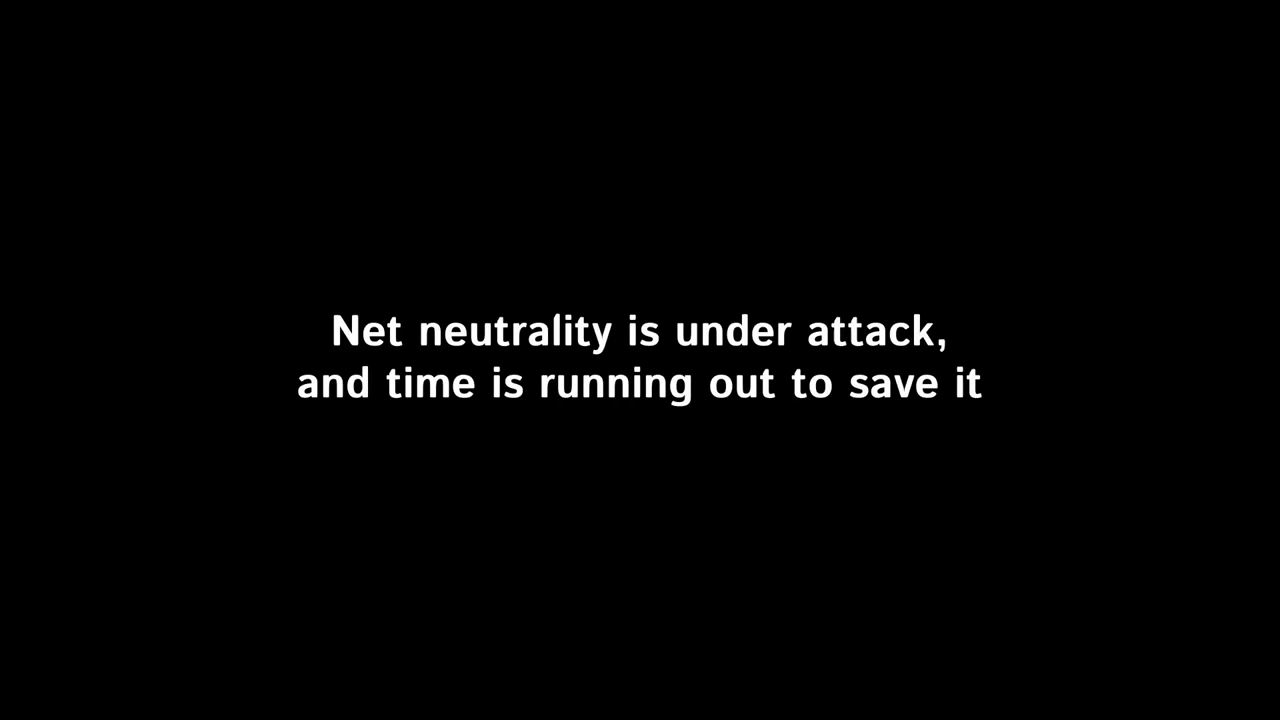 Net neutrality is under attack,
and time is running out to save it